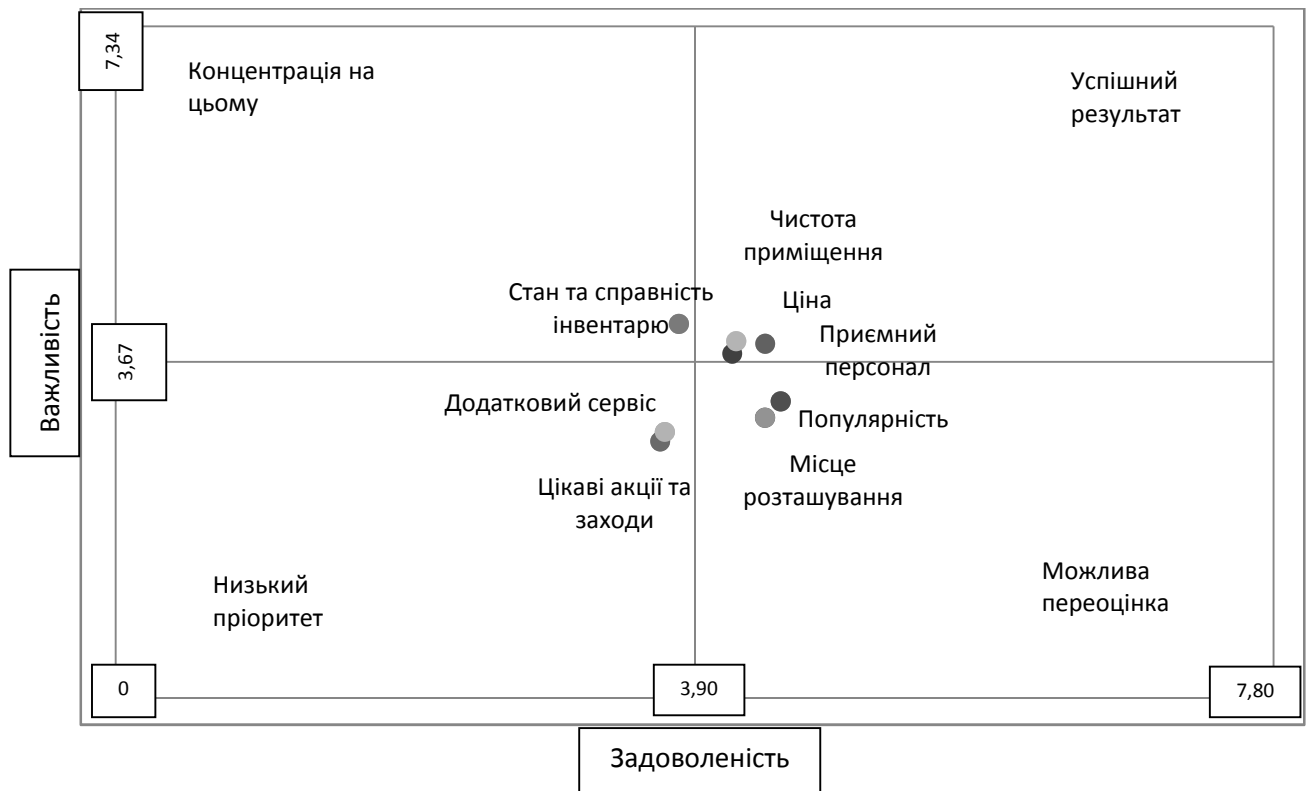 7,34
Концентрація на
цьому
Успішний
результат
Чистота
приміщення
Стан та справність
інвентарю
Ціна
Приємний
персонал
Важливість
3,67
Додатковий сервіс
Популярність
Місце
розташування
Цікаві акції та
заходи
Низький
пріоритет
Можлива
переоцінка
0
3,90
7,80
Задоволеність